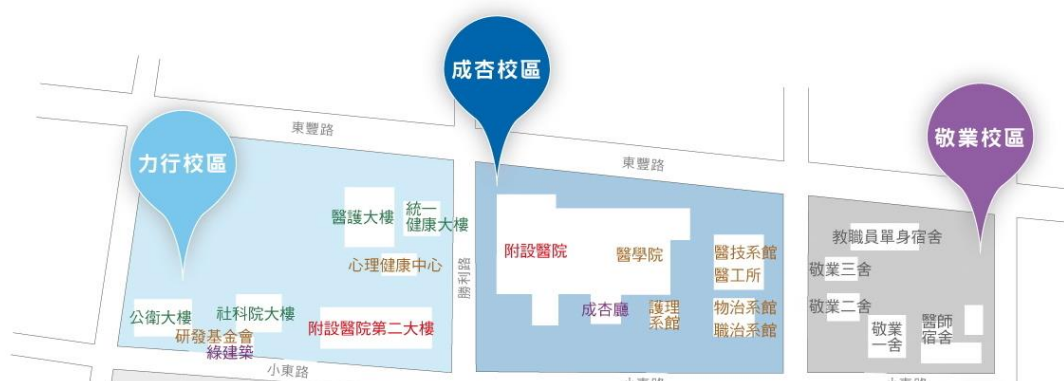 成杏校區
力行校區
敬業校區
東豐路
東豐路
醫護大樓
統一
健康大樓
心理健康中心
公衛大樓
社科院大樓
研發基金會
綠建築
附設醫院第二大樓
小東路
勝利路
附設醫院
醫學院
醫技系館
醫工所
成杏廳
護理
系館
物治系館
職治系館
小東路
教職員單身宿舍
敬業三舍
敬業二舍
敬業
一舍
醫師
宿舍
小東路